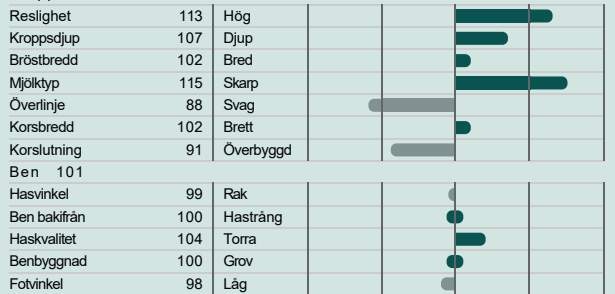 Reslighet 113 Hög
Kroppsdjup 107 Djup
Bröstbredd 102 Bred
Mjölktyp 115 Skarp
Överlinje 88 Svag
Korsbredd 102 Brett
Korslutning 91 Överbyggd
Ben 101
Hasvinkel 99 Rak
Ben bakifrån 100 Hastrång
Haskvalitet 104 Torra
Benbyggnad 100 Grov
Fotvinkel 98 Låg